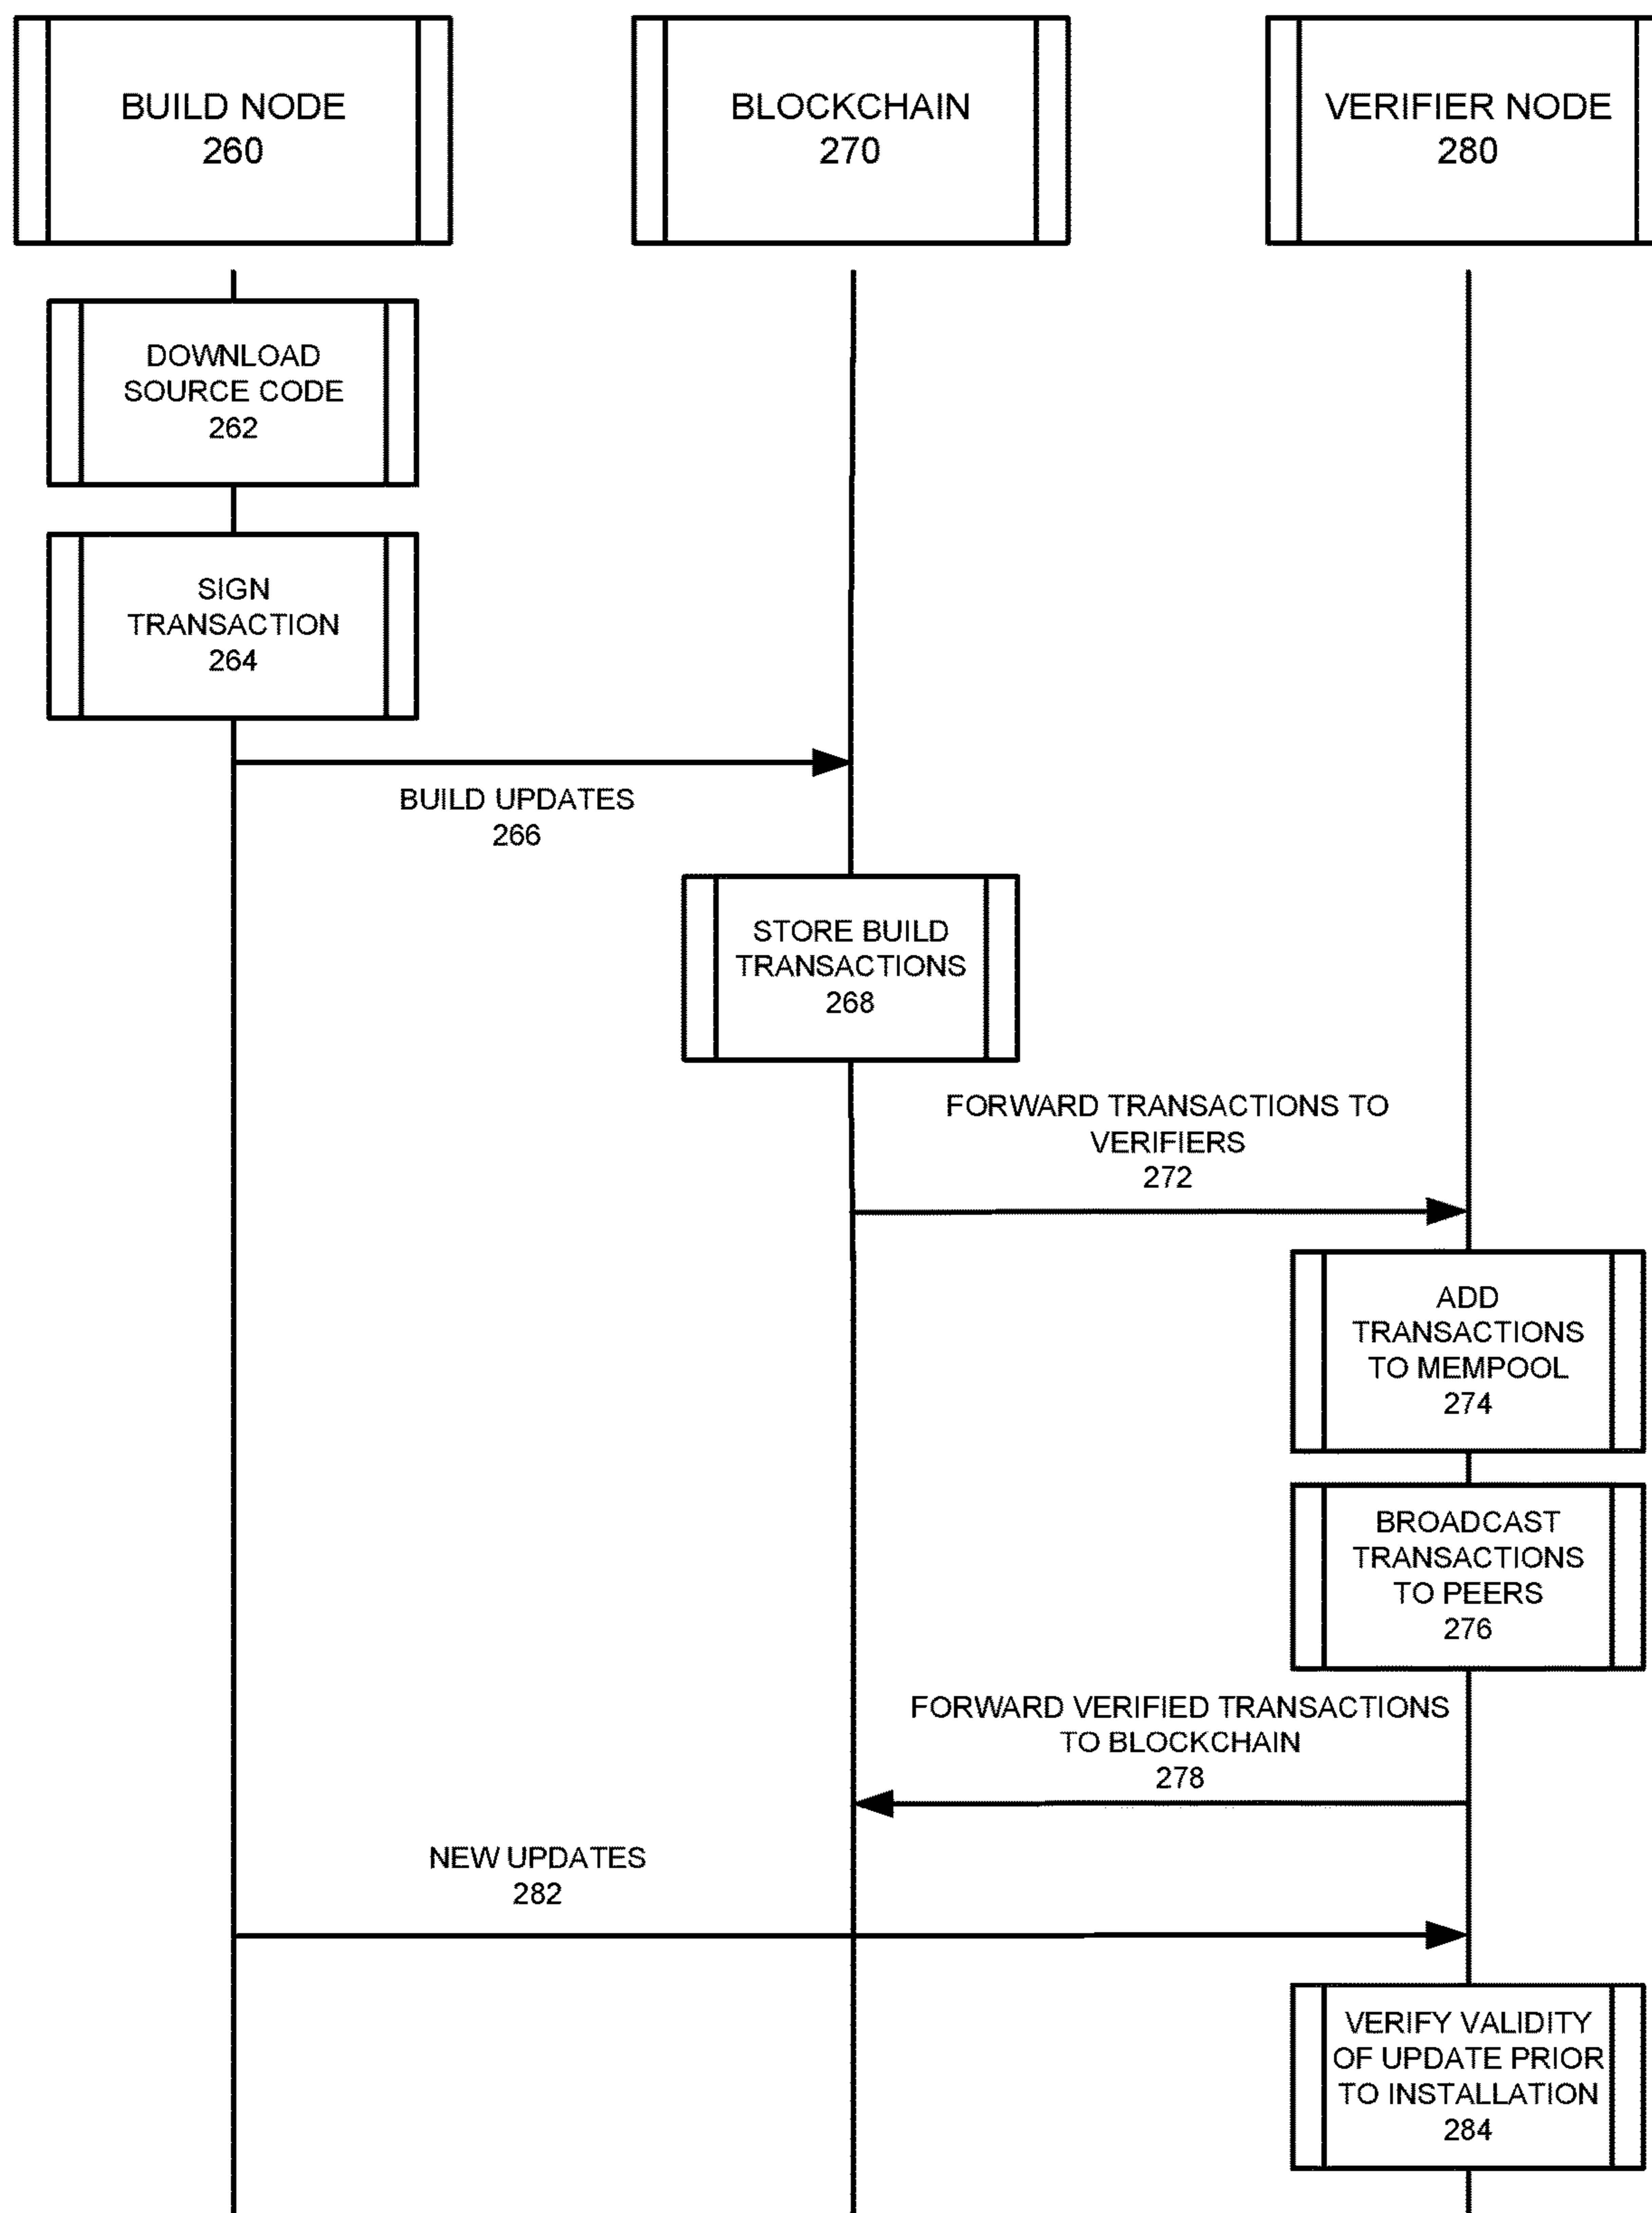 BUILD NODE
260
BLOCKCHAIN
270
VERIFIER NODE
280
DOWNLOAD
SOURCE CODE
262
SIGN
TRANSACTION
264
BUILD UPDATES
266
STORE BUILD
TRANSACTIONS
268
FORWARD TRANSACTIONS TO
VERIFIERS
272
ADD
TRANSACTIONS
TO MEMPOOL
274
BROADCAST
TRANSACTIONS
TO PEERS
276
FORWARD VERIFIED TRANSACTIONS
TO BLOCKCHAIN
278
NEW UPDATES
282
VERIFY VALIDITY
OF UPDATE PRIOR
TO INSTALLATION
284